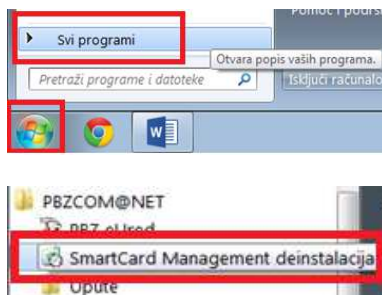 Pomoć i podrš
Svi programi
Otvara popis vaših programa.
Pretraži programe i datoteke
Isključi računalo
W
PBZCOM@NET
PBZ eUred
SmartCard Management deinstalacija
Upute